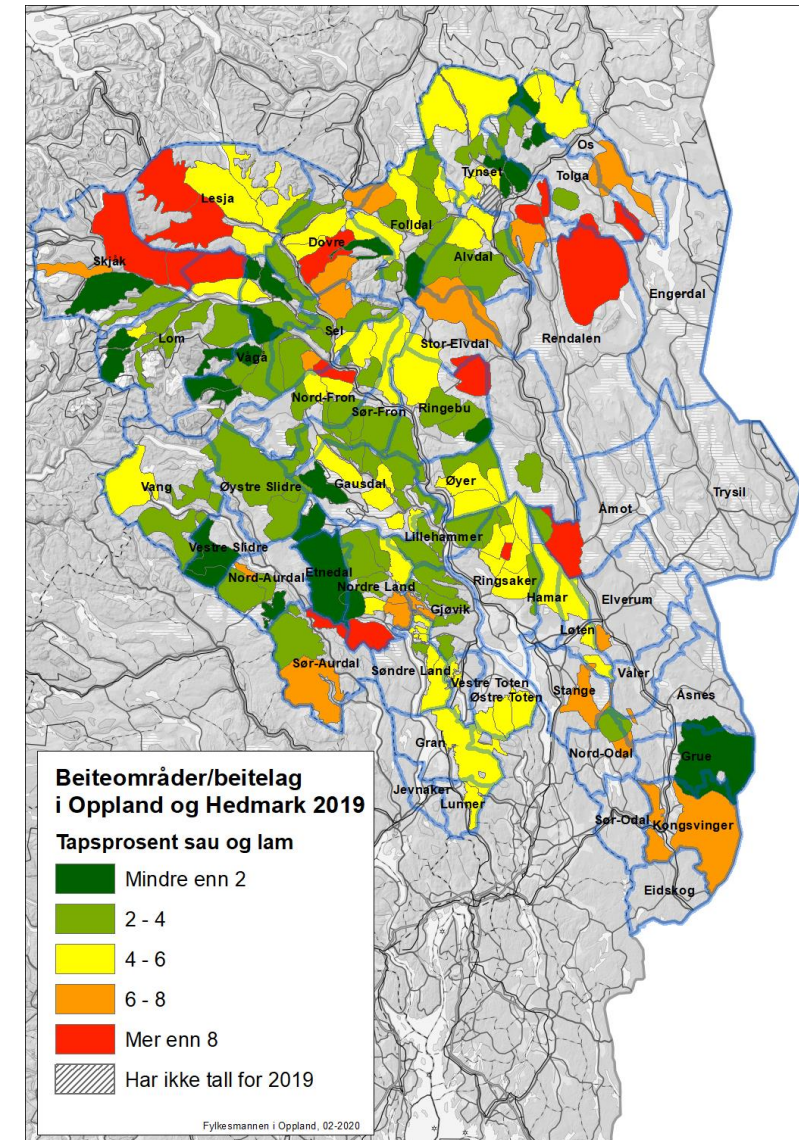 Os
Tynset
Tolga
Lesja
Folldal
Dovre
Alvdal
Skjåk
Engerdal
Rendalen
Lom
Sel
Stor-Elvdal
Vågå
Nord-Fron
Sør-Fron
Ringebu
Vang
Øystre Slidre
Gausdal
Øyer
Trysil
Åmot
Vestre Slidre
Lillehammer
Nord-Aurdal
Etnedal
Nordre Land
Ringsaker
Hamar
Elverum
Gjøvik
Løten
Sør-Aurdal
Søndre Land
Vestre Toten
Østre Toten
Stange
Våler
Åsnes
Gran
Nord-Odal
Grue
Jevnaker
Lunner
Sør-Odal
Kongsvinger
Eidskog
Beiteområder/beitelag
i Oppland og Hedmark 2019
Tapsprosent sau og lam
Mindre enn 2
2 - 4
4 - 6
6 - 8
Mer enn 8
Har ikke tall for 2019
Fylkesmannen i Oppland, 02-2020